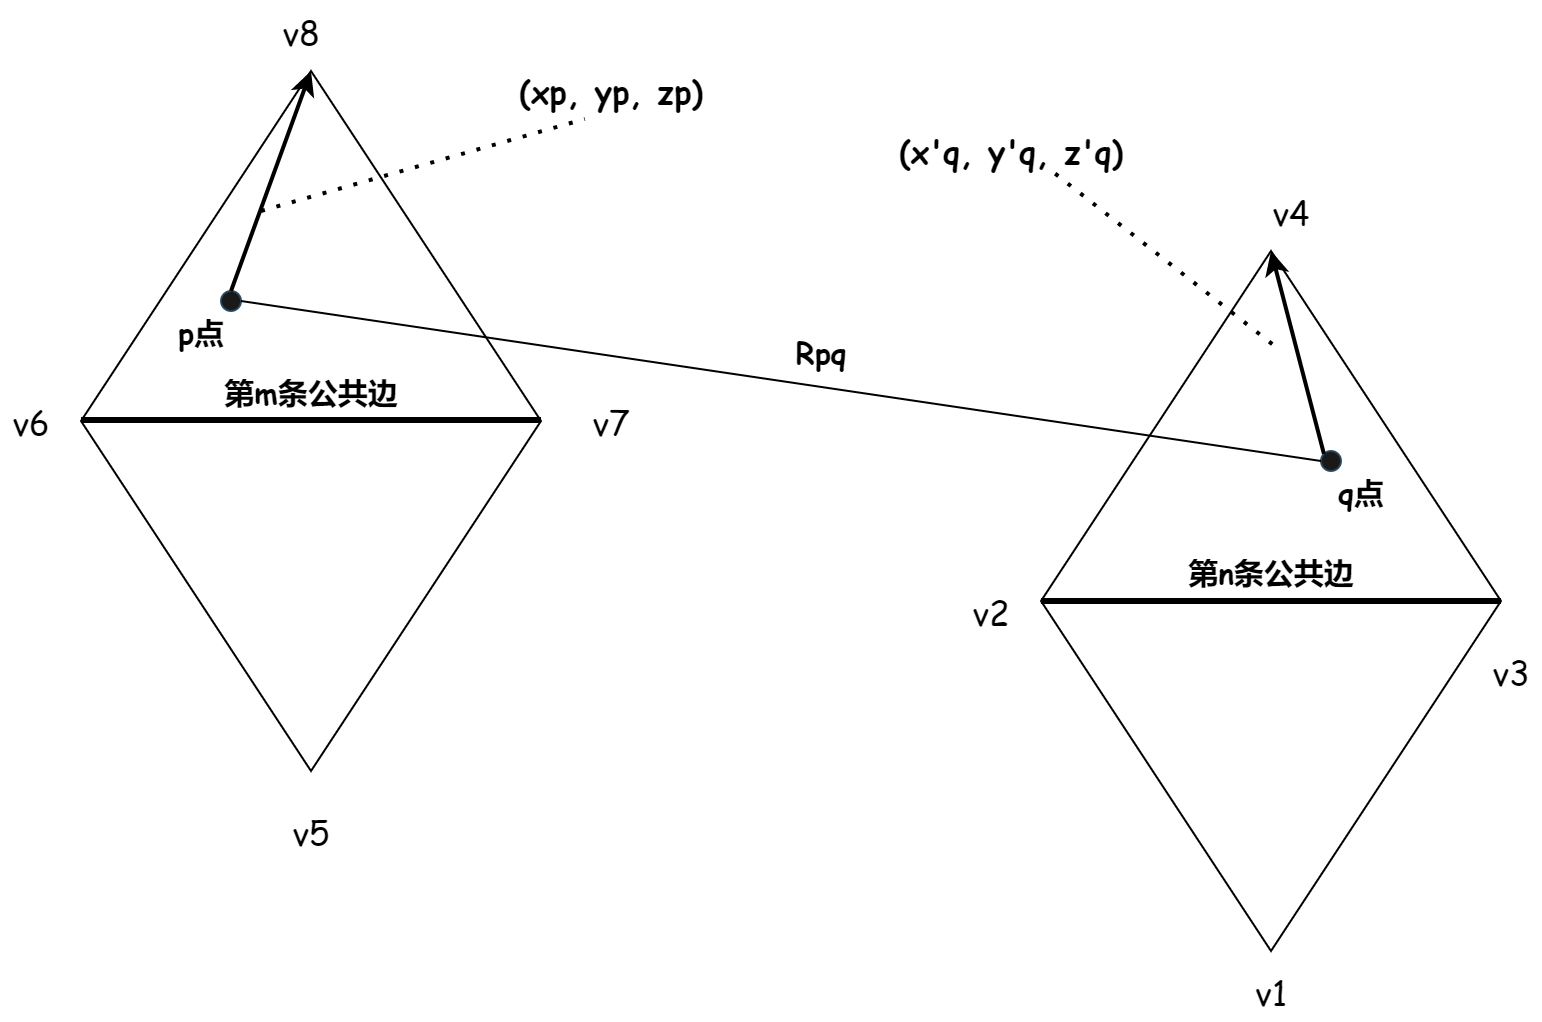 v8
(xp, yp, zp)
(x'q, y'q, z'q)
v4
p点
Rpq
第m条公共边
v6
v7
q点
第n条公共边
v2
v3
v5
v1